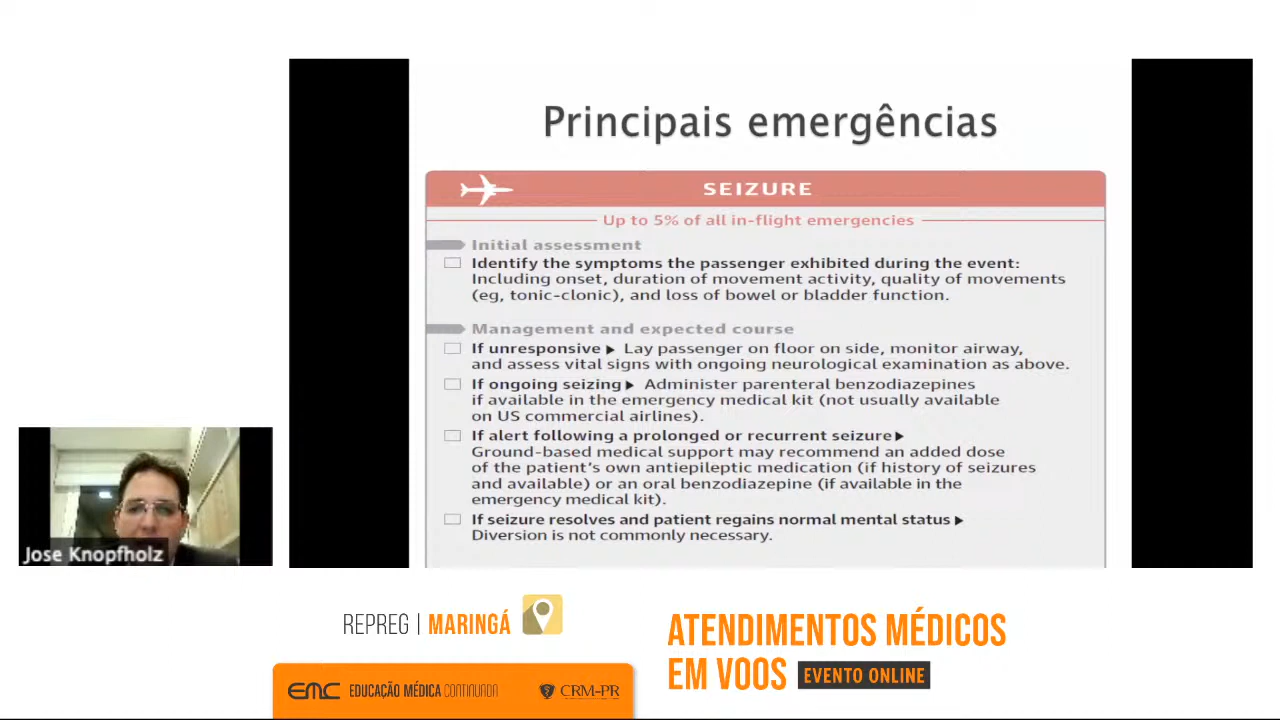 Principais emergências
SEIZURE
Up to 5% of all in-flight emergencies
Initial assessment
Identify the symptoms the passenger exhibited during the event:
Including onset, duration of movement activity, quality of movements
(eg, tonic-clonic), and loss of bowel or bladder function.
Management and expected course
If unresponsive ▶ Lay passenger on floor on side, monitor airway,
and assess vital signs with ongoing neurological examination as above.
If ongoing seizing ▶ Administer parenteral benzodiazepines
if available in the emergency medical kit (not usually available
on US commercial airlines).
If alert following a prolonged or recurrent seizure ▶
Ground-based medical support may recommend an added dose
of the patient's own antiepileptic medication (if history of seizures
and available) or an oral benzodiazepine (if available in the
emergency medical kit).
If seizure resolves and patient regains normal mental status ▶
Diversion is not commonly necessary.
Jose Knopfholz
REPREG | MARINGÁ
ATENDIMENTOS MÉDICOS
EM VOOS EVENTO ONLINE
EMC EDUCAÇÃO MÉDICA CONTINUADA CRM-PR